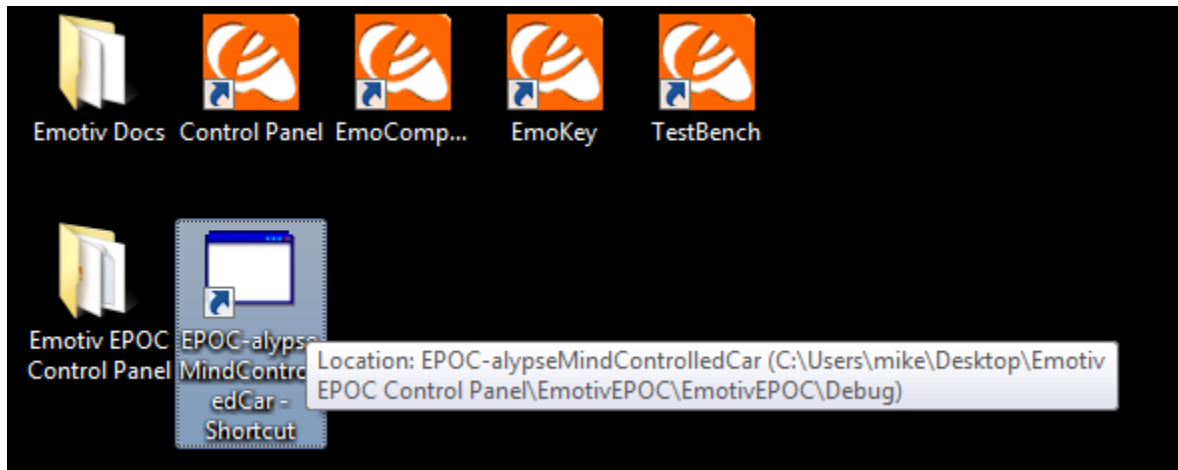 Emotiv Docs
Control Panel
EmoComp...
EmoKey
TestBench
Emotiv EPOC
Control Panel
EPOC-alypse
MindContro
edCar -
Shortcut
Location: EPOC-alypseMindControlledCar (C:\Users\mike\Desktop\Emotiv
EPOC Control Panel\EmotivEPOC\EmotivEPOC\Debug)